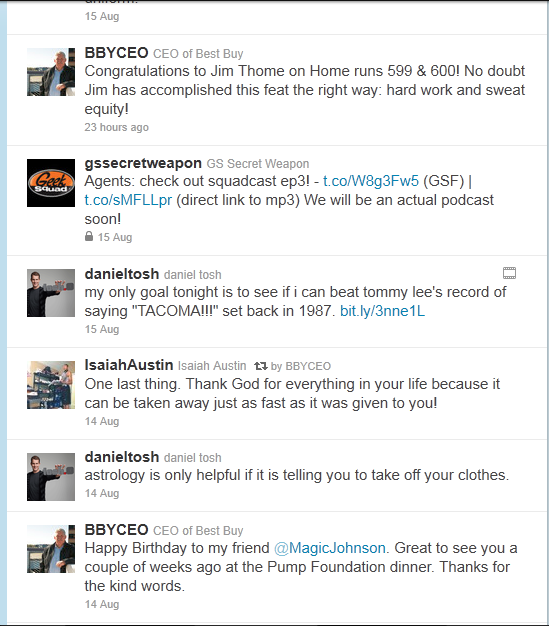 15 Aug
BBYCEO CEO of Best Buy
Congratulations to Jim Thome on Home runs 599 & 600! No doubt
Jim has accomplished this feat the right way: hard work and sweat
equity!
23 hours ago
Geek
Squad
gssecretweapon GS Secret Weapon
Agents: check out squadcast ep3! - t.co/W8g3Fw5 (GSF) |
t.co/sMFLLpr (direct link to mp3) We will be an actual podcast
soon!
15 Aug
danieltosh daniel tosh
my only goal tonight is to see if i can beat tommy lee's record of
saying "TACOMA!!!" set back in 1987. bit.ly/3nne1L
15 Aug
IsaiahAustin Isaiah Austin by BBYCEO
One last thing. Thank God for everything in your life because it
can be taken away just as fast as it was given to you!
14 Aug
danieltosh daniel tosh
astrology is only helpful if it is telling you to take off your clothes.
14 Aug
BBYCEO CEO of Best Buy
Happy Birthday to my friend @MagicJohnson. Great to see you a
couple of weeks ago at the Pump Foundation dinner. Thanks for
the kind words.
14 Aug